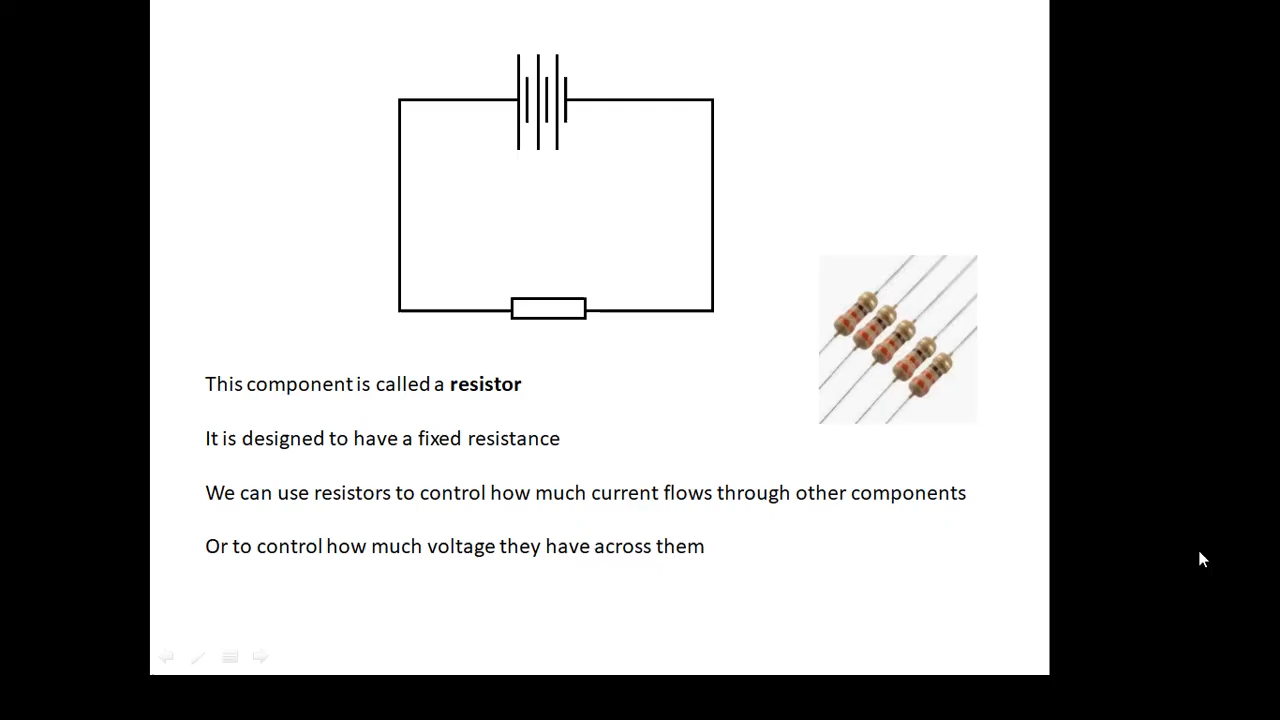 This component is called a resistor
It is designed to have a fixed resistance
We can use resistors to control how much current flows through other components
Or to control how much voltage they have across them